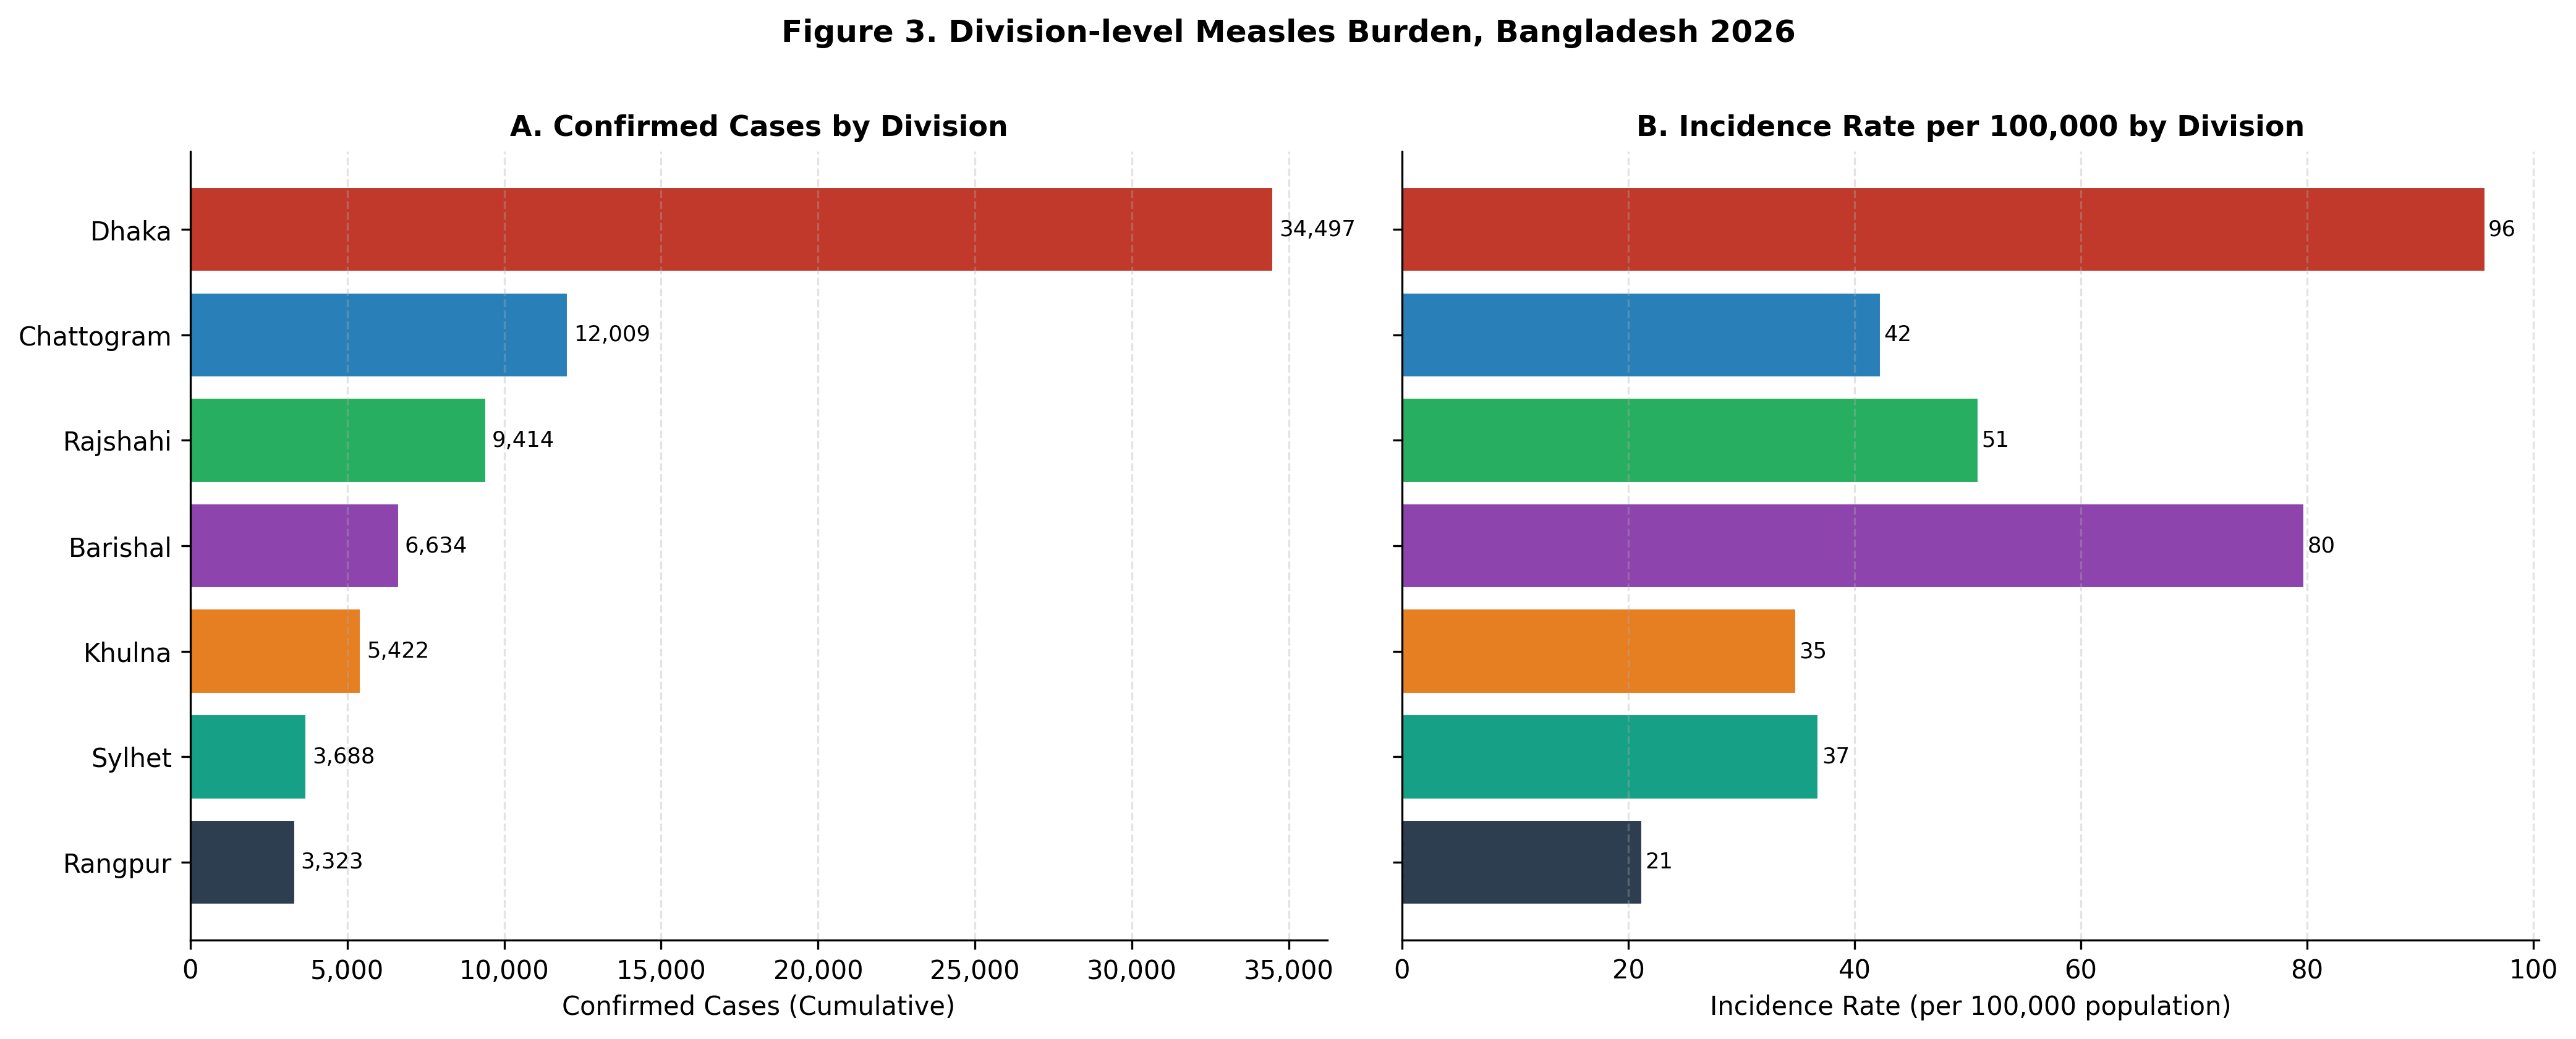 Figure 3. Division-level Measles Burden, Bangladesh 2026
A. Confirmed Cases by Division
Dhaka
34,497
Chattogram
12,009
Rajshahi
9,414
Barishal
6,634
Khulna
5,422
Sylhet
3,688
Rangpur
3,323
0 5,000 10,000 15,000 20,000 25,000 30,000 35,000
Confirmed Cases (Cumulative)
B. Incidence Rate per 100,000 by Division
96
42
51
80
35
37
21
0 20 40 60 80 100
Incidence Rate (per 100,000 population)